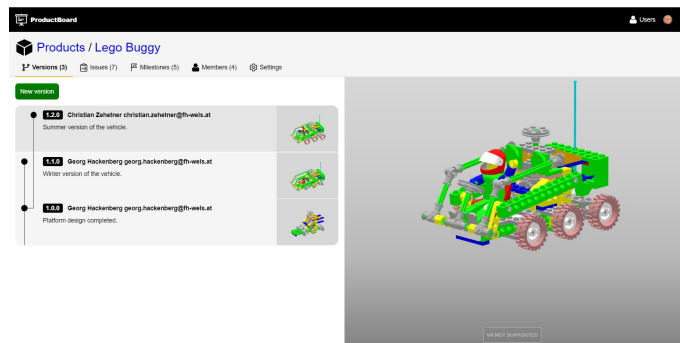 ProductBoard
Users
Products / Lego Buggy
Versions (3) Issues (7) Milestones (5) Members (4) Settings
New version
1.2.0 Christian Zehetner christian.zehetner@fh-wels.at
Summer version of the vehicle.
1.1.0 Georg Hackenberg georg.hackenberg@fh-wels.at
Winter version of the vehicle.
1.0.0 Georg Hackenberg georg.hackenberg@fh-wels.at
Platform design completed.
VR NOT SUPPORTED